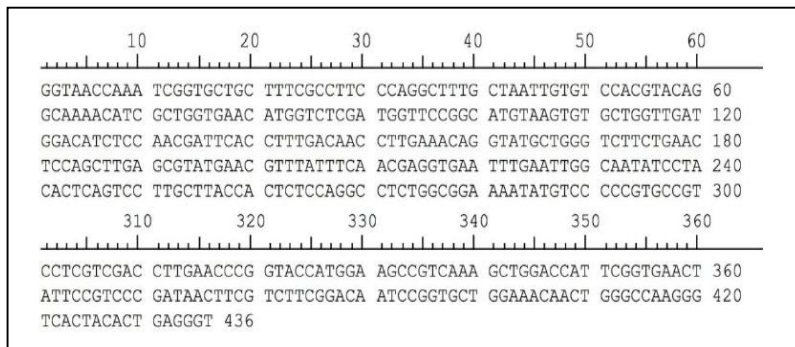 10 20 30 40 50 60
GGTAACCAAA TCGGTGCTGC TTTCGCCTTC CCAGGCTTTG CTAATTGTGT CCACGTACAG 60
GCAAAACATC GCTGGTGAAC ATGGTCTCGA TGGTTCCGGC ATGTAAGTGT GCTGGTTGAT 120
GGACATCTCC AACGATTCAC CTTTGACAAC CTTGAAACAG GTATGCTGGG TCTTCTGAAC 180
TCCAGCTTGA GCGTATGAAC GTTTATTTCA ACGAGGTGAA TTTGAATTGG CAATATCCTA 240
CACTCAGTCC TTGCTTACCA CTCTCCAGGC CTCTGGCGGA AAATATGTCC CCCGTGCCGT 300
310 320 330 340 350 360
CCTCGTCGAC CTTGAACCCG GTACCATGGA AGCCGTCAAA GCTGGACCAT TCGGTGAACT 360
ATTCCGTCCC GATAACTTCG TCTTCGGACA ATCCGGTGCT GGAAACAACT GGGCCAAGGG 420
TCACTACACT GAGGGT 436